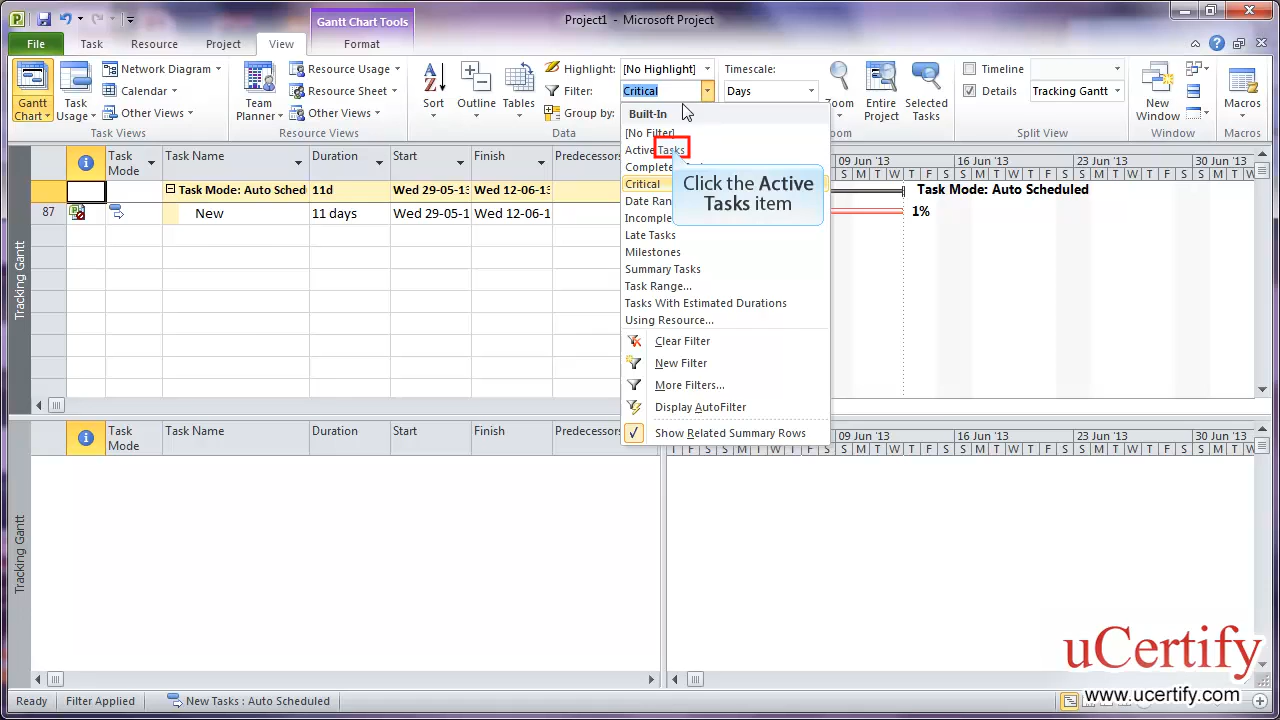 Project1 - Microsoft Project
Gantt Chart Tools
File
Task
Resource
Project
View
Format
Gantt
Chart
Task
Usage
Network Diagram
Calendar
Other Views
Task Views
Team
Planner
Resource Usage
Resource Sheet
Other Views
Resource Views
Sort
Outline
Tables
Highlight:
[No Highlight]
Filter:
Critical
Group by:
Data
Timescale:
Days
Entire
Project
Selected
Tasks
Timeline
Details
Tracking Gantt
Split View
New
Window
Window
Macros
Macros
Built-In
[No Filter]
Active Tasks
Critical
Late Tasks
Milestones
Summary Tasks
Task Range...
Tasks With Estimated Durations
Using Resource...
Clear Filter
New Filter
More Filters...
Display AutoFilter
Show Related Summary Rows
Click the Active
Tasks item
Task
Mode
Task Name
Duration
Start
Finish
Predecessors
09 Jun '13
16 Jun '13
23 Jun '13
30 Jun '13
S M T W T F S S M T W T F S S M T W T F S S M T W
Task Mode: Auto Sched
11d
Wed 29-05-13
Wed 12-06-13
Task Mode: Auto Scheduled
87
New
11 days
Wed 29-05-1
Wed 12-06-1
1%
Tracking Gantt
Task
Mode
Task Name
Duration
Start
Finish
Predecessors
09 Jun '13
16 Jun '13
23 Jun '13
30 Jun '13
T F S S M T W T F S S M T W T F S S M T W T F S S M T W T F S S M T W
Tracking Gantt
uCertify
www.ucertify.com
Ready
Filter Applied
New Tasks : Auto Scheduled